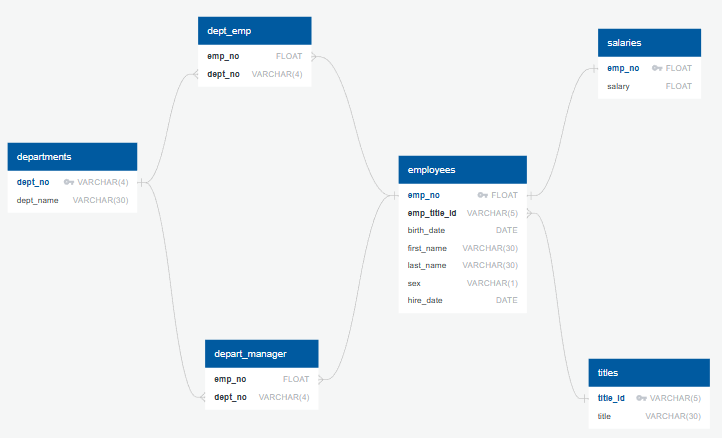 dept_emp
emp_no FLOAT
dept_no VARCHAR(4)
salaries
emp_no FLOAT
salary FLOAT
departments
dept_no VARCHAR(4)
dept_name VARCHAR(30)
employees
emp_no FLOAT
emp_title_id VARCHAR(5)
birth_date DATE
first_name VARCHAR(30)
last_name VARCHAR(30)
sex VARCHAR(1)
hire_date DATE
depart_manager
emp_no FLOAT
dept_no VARCHAR(4)
titles
title_id VARCHAR(5)
title VARCHAR(30)